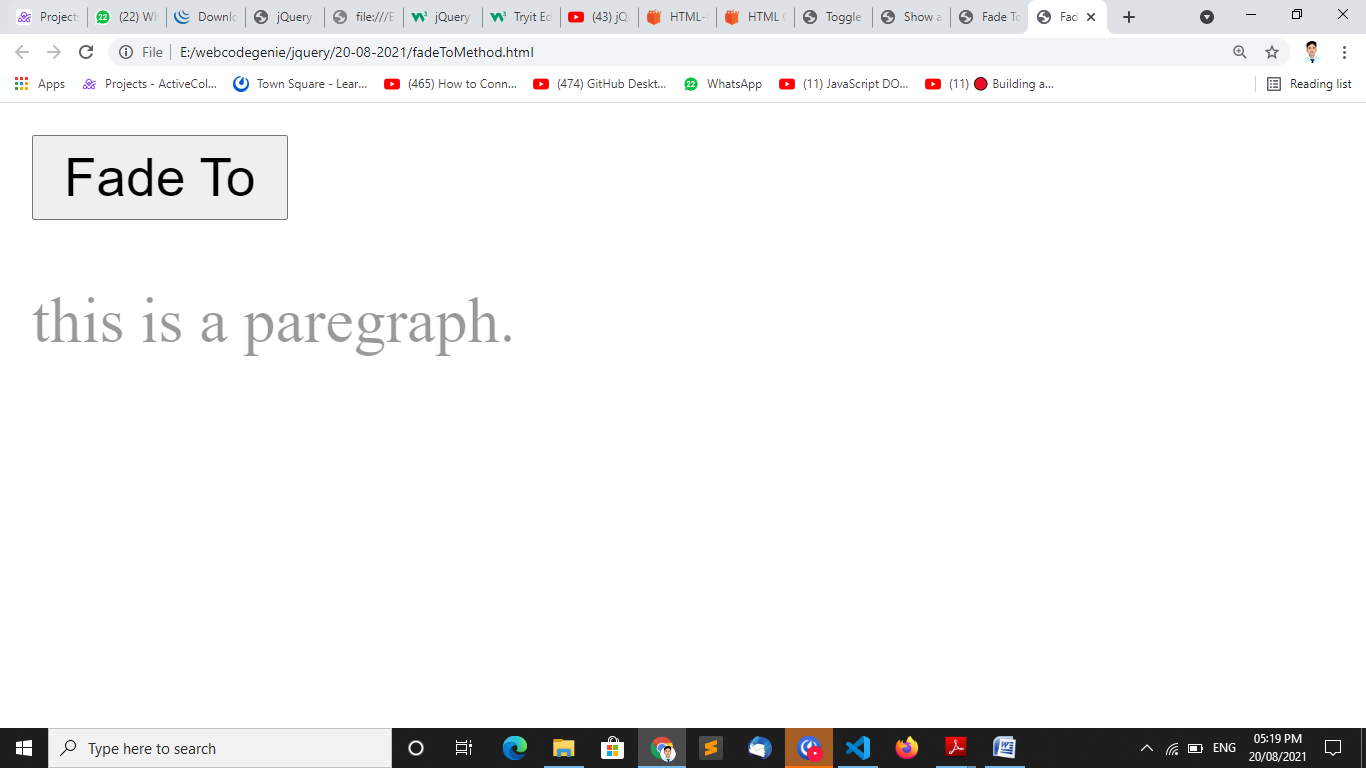 Project (22) Wh Downlo jQuery file:///E jQuery Tryit Ed (43) jQ HTML- HTML Toggle Show a Fade To Fad
File E:/webcodegenie/jquery/20-08-2021/fadeToMethod.html
Apps Projects - ActiveCol... Town Square - Lear... (465) How to Conn... (474) GitHub Deskt... 22 WhatsApp (11) JavaScript DO... (11) Building a... Reading list
Fade To
this is a paregraph.
Type here to search
ENG
05:19 PM
20/08/2021